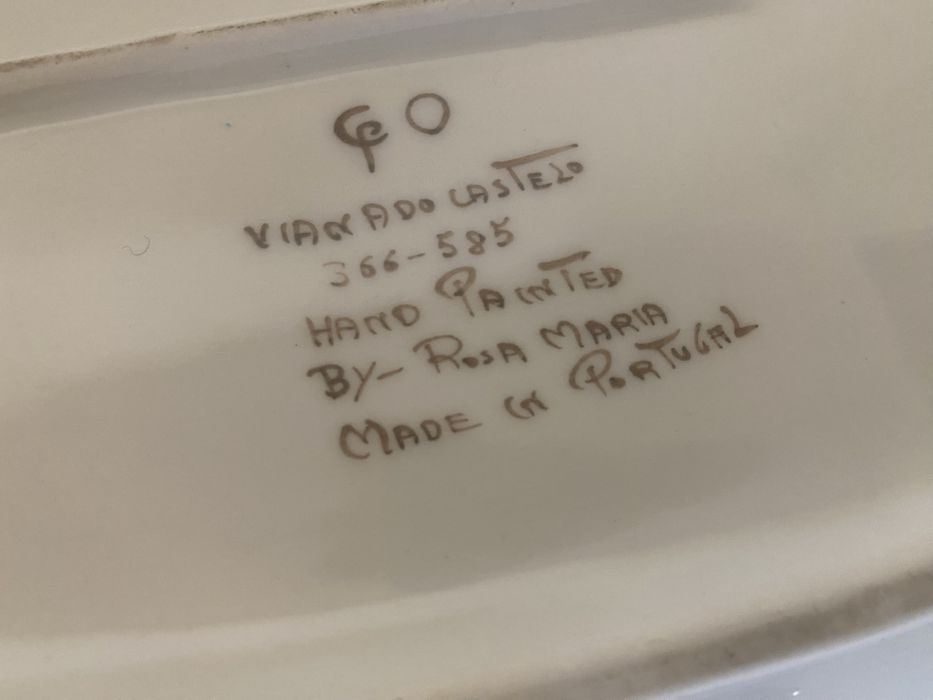 VIANA DO CASTELO
366-585
HAND PAINTED
BY- ROSA MARIA
MADE IN PORTUGAL